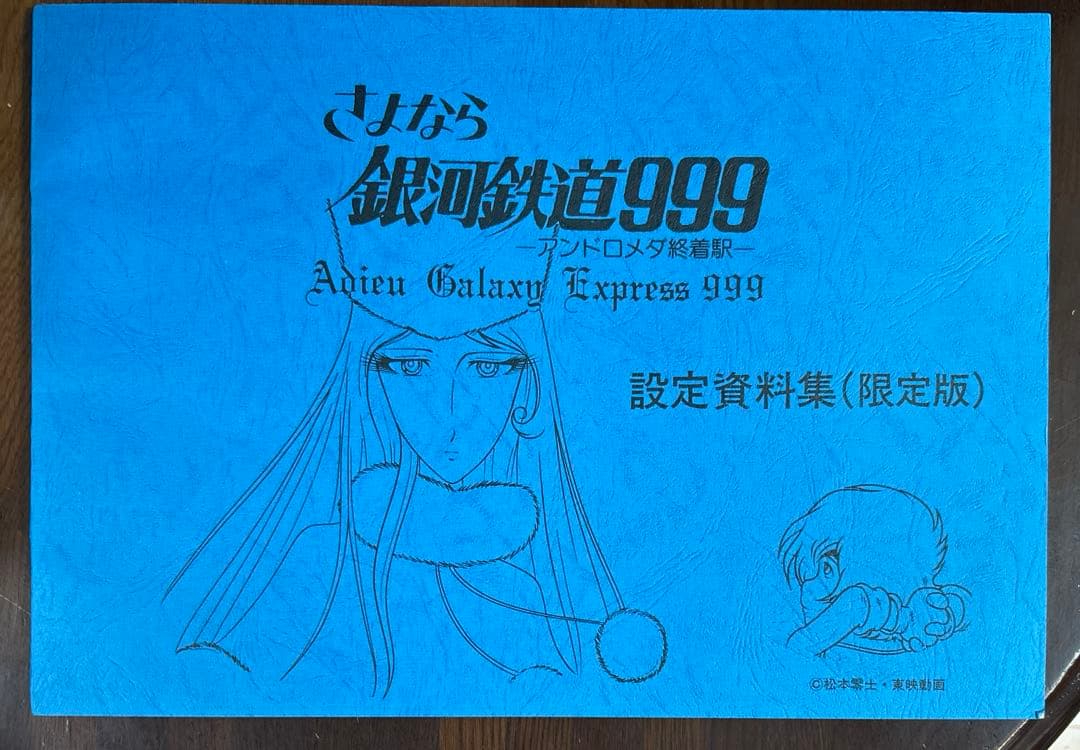 さよなら
銀河鉄道999
―アンドロメダ終着駅―
Adieu Galaxy Express 999
設定資料集(限定版)
©松本零士・東映動画